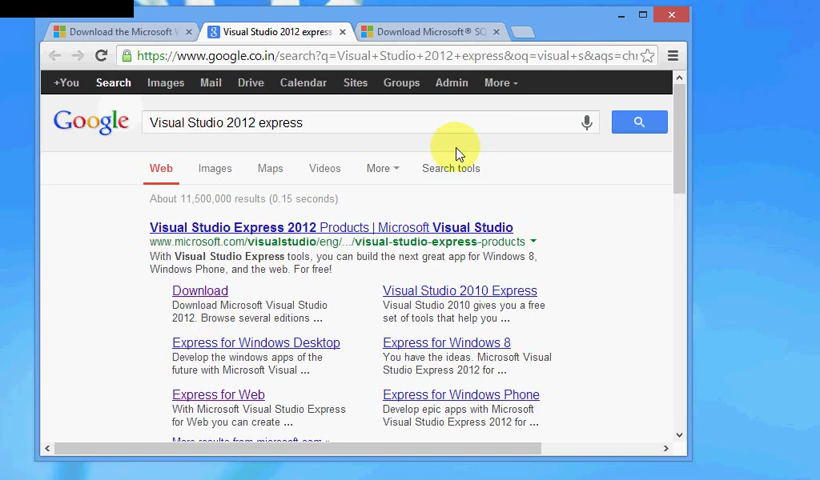 Download the Microsoft
Visual Studio 2012 express
Download Microsoft® SQ
https://www.google.co.in/search?q=Visual+Studio+2012+express&oq=visual+s&aqs=chr
+You Search Images Mail Drive Calendar Sites Groups Admin More
Google
Visual Studio 2012 express
Web Images Maps Videos More Search tools
About 11,500,000 results (0.15 seconds)
Visual Studio Express 2012 Products | Microsoft Visual Studio
www.microsoft.com/visualstudio/eng/.../visual-studio-express-products
With Visual Studio Express tools, you can build the next great app for Windows 8,
Windows Phone, and the web. For free!
Download
Download Microsoft Visual Studio
2012. Browse several editions ...
Visual Studio 2010 Express
Visual Studio 2010 gives you a free
set of tools that help you ...
Express for Windows Desktop
Develop the windows apps of the
future with Microsoft Visual ...
Express for Windows 8
You have the ideas. Microsoft Visual
Studio Express 2012 for ...
Express for Web
With Microsoft Visual Studio Express
for Web you can create ...
Express for Windows Phone
Develop epic apps with Microsoft
Visual Studio Express 2012 for ...
More results from microsoft.com »